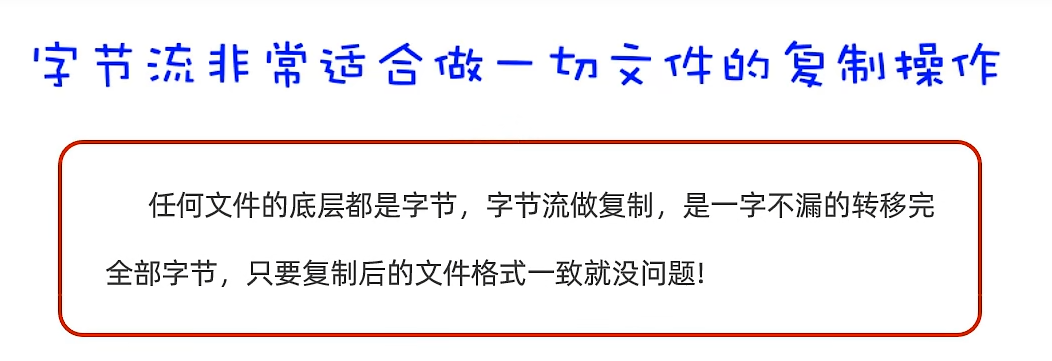 字节流非常适合做一切文件的复制操作
任何文件的底层都是字节，字节流做复制，是一字不漏的转移完
全部字节，只要复制后的文件格式一致就没问题!